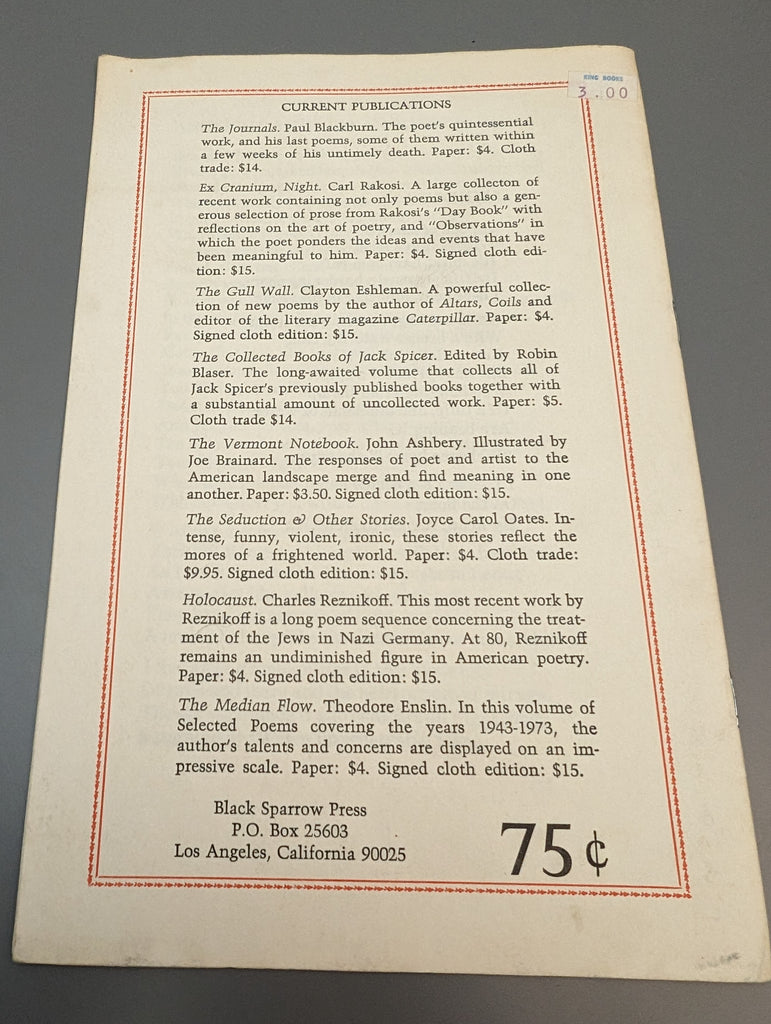 KING BOOKS
3.00
CURRENT PUBLICATIONS
The Journals. Paul Blackburn. The poet's quintessential
work, and his last poems, some of them written within
a few weeks of his untimely death. Paper: $4. Cloth
trade: $14.
Ex Cranium, Night. Carl Rakosi. A large collecton of
recent work containing not only poems but also a gen-
erous selection of prose from Rakosi's "Day Book" with
reflections on the art of poetry, and "Observations" in
which the poet ponders the ideas and events that have
been meaningful to him. Paper: $4. Signed cloth edi-
tion: $15.
The Gull Wall. Clayton Eshleman. A powerful collec-
tion of new poems by the author of Altars, Coils and
editor of the literary magazine Caterpillar. Paper: $4.
Signed cloth edition: $15.
The Collected Books of Jack Spicer. Edited by Robin
Blaser. The long-awaited volume that collects all of
Jack Spicer's previously published books together with
a substantial amount of uncollected work. Paper: $5.
Cloth trade $14.
The Vermont Notebook. John Ashbery. Illustrated by
Joe Brainard. The responses of poet and artist to the
American landscape merge and find meaning in one
another. Paper: $3.50. Signed cloth edition: $15.
The Seduction & Other Stories. Joyce Carol Oates. In-
tense, funny, violent, ironic, these stories reflect the
mores of a frightened world. Paper: $4. Cloth trade:
$9.95. Signed cloth edition: $15.
Holocaust. Charles Reznikoff. This most recent work by
Reznikoff is a long poem sequence concerning the treat-
ment of the Jews in Nazi Germany. At 80, Reznikoff
remains an undiminished figure in American poetry.
Paper: $4. Signed cloth edition: $15.
The Median Flow. Theodore Enslin. In this volume of
Selected Poems covering the years 1943-1973, the
author's talents and concerns are displayed on an im-
pressive scale. Paper: $4. Signed cloth edition: $15.
Black Sparrow Press
P.O. Box 25603
Los Angeles, California 90025
75¢